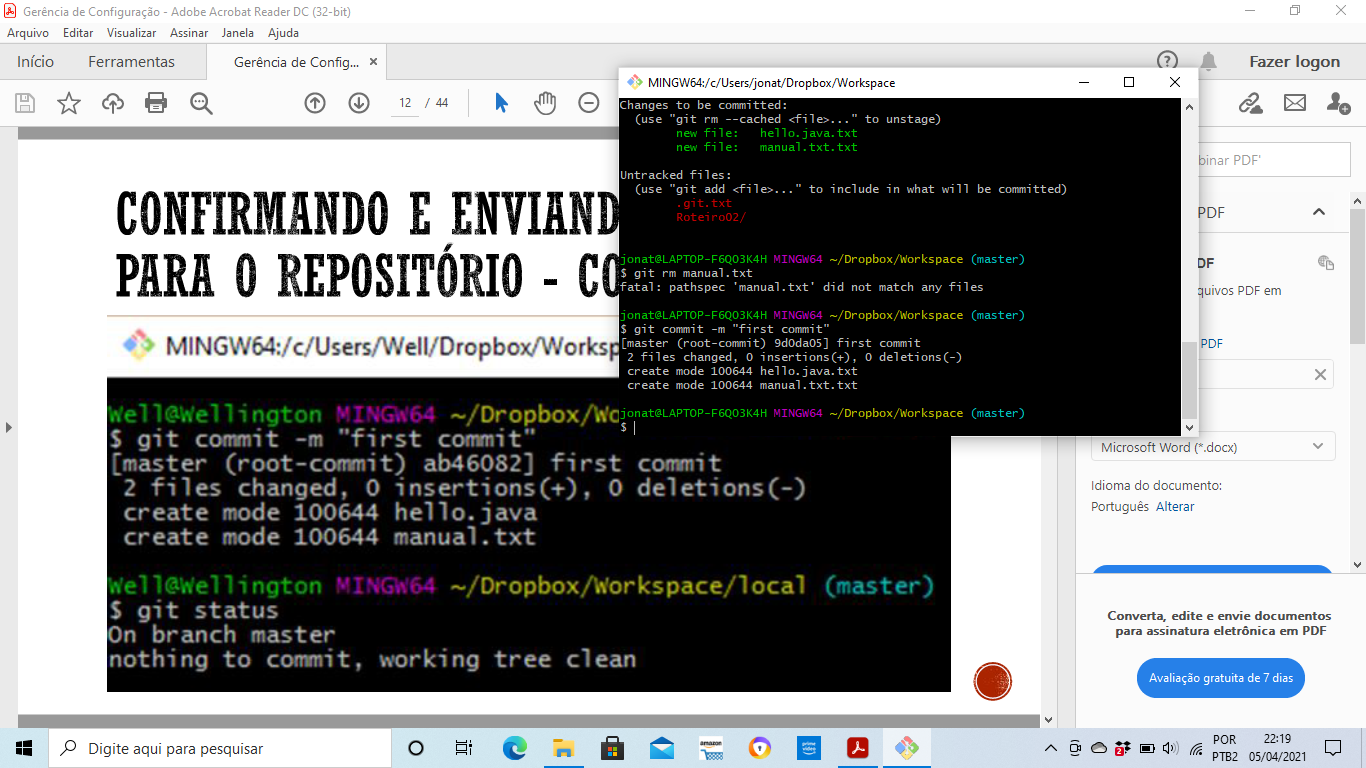 Gerência de Configuração - Adobe Acrobat Reader DC (32-bit)
Arquivo Editar Visualizar Assinar Janela Ajuda
Início Ferramentas Gerência de Config... × Fazer logon
12 / 44
CONFIRMANDO E ENVIAND
PARA O REPOSITÓRIO - CO
MINGW64:/c/Users/Well/Dropbox/Worksp
Well@Wellington MINGW64 ~/Dropbox/Wo
$ git commit -m "first commit"
[master (root-commit) ab46082] first commit
2 files changed, 0 insertions(+), 0 deletions(-)
create mode 100644 hello.java
create mode 100644 manual.txt
Well@Wellington MINGW64 ~/Dropbox/Workspace/local (master)
$ git status
On branch master
nothing to commit, working tree clean
MINGW64:/c/Users/jonat/Dropbox/Workspace
Changes to be committed:
(use "git rm --cached <file>..." to unstage)
new file: hello.java.txt
new file: manual.txt.txt
Untracked files:
(use "git add <file>..." to include in what will be committed)
.git.txt
Roteiro02/
jonat@LAPTOP-F6QO3K4H MINGW64 ~/Dropbox/Workspace (master)
$ git rm manual.txt
fatal: pathspec 'manual.txt' did not match any files
jonat@LAPTOP-F6QO3K4H MINGW64 ~/Dropbox/Workspace (master)
$ git commit -m "first commit"
[master (root-commit) 9d0da05] first commit
2 files changed, 0 insertions(+), 0 deletions(-)
create mode 100644 hello.java.txt
create mode 100644 manual.txt.txt
jonat@LAPTOP-F6QO3K4H MINGW64 ~/Dropbox/Workspace (master)
$
binar PDF'
PDF
DF
quivos PDF em
PDF
Microsoft Word (*.docx)
Idioma do documento:
Português Alterar
Converta, edite e envie documentos
para assinatura eletrônica em PDF
Avaliação gratuita de 7 dias
Digite aqui para pesquisar
amazon
prime video
2
POR
PTB2
22:19
05/04/2021